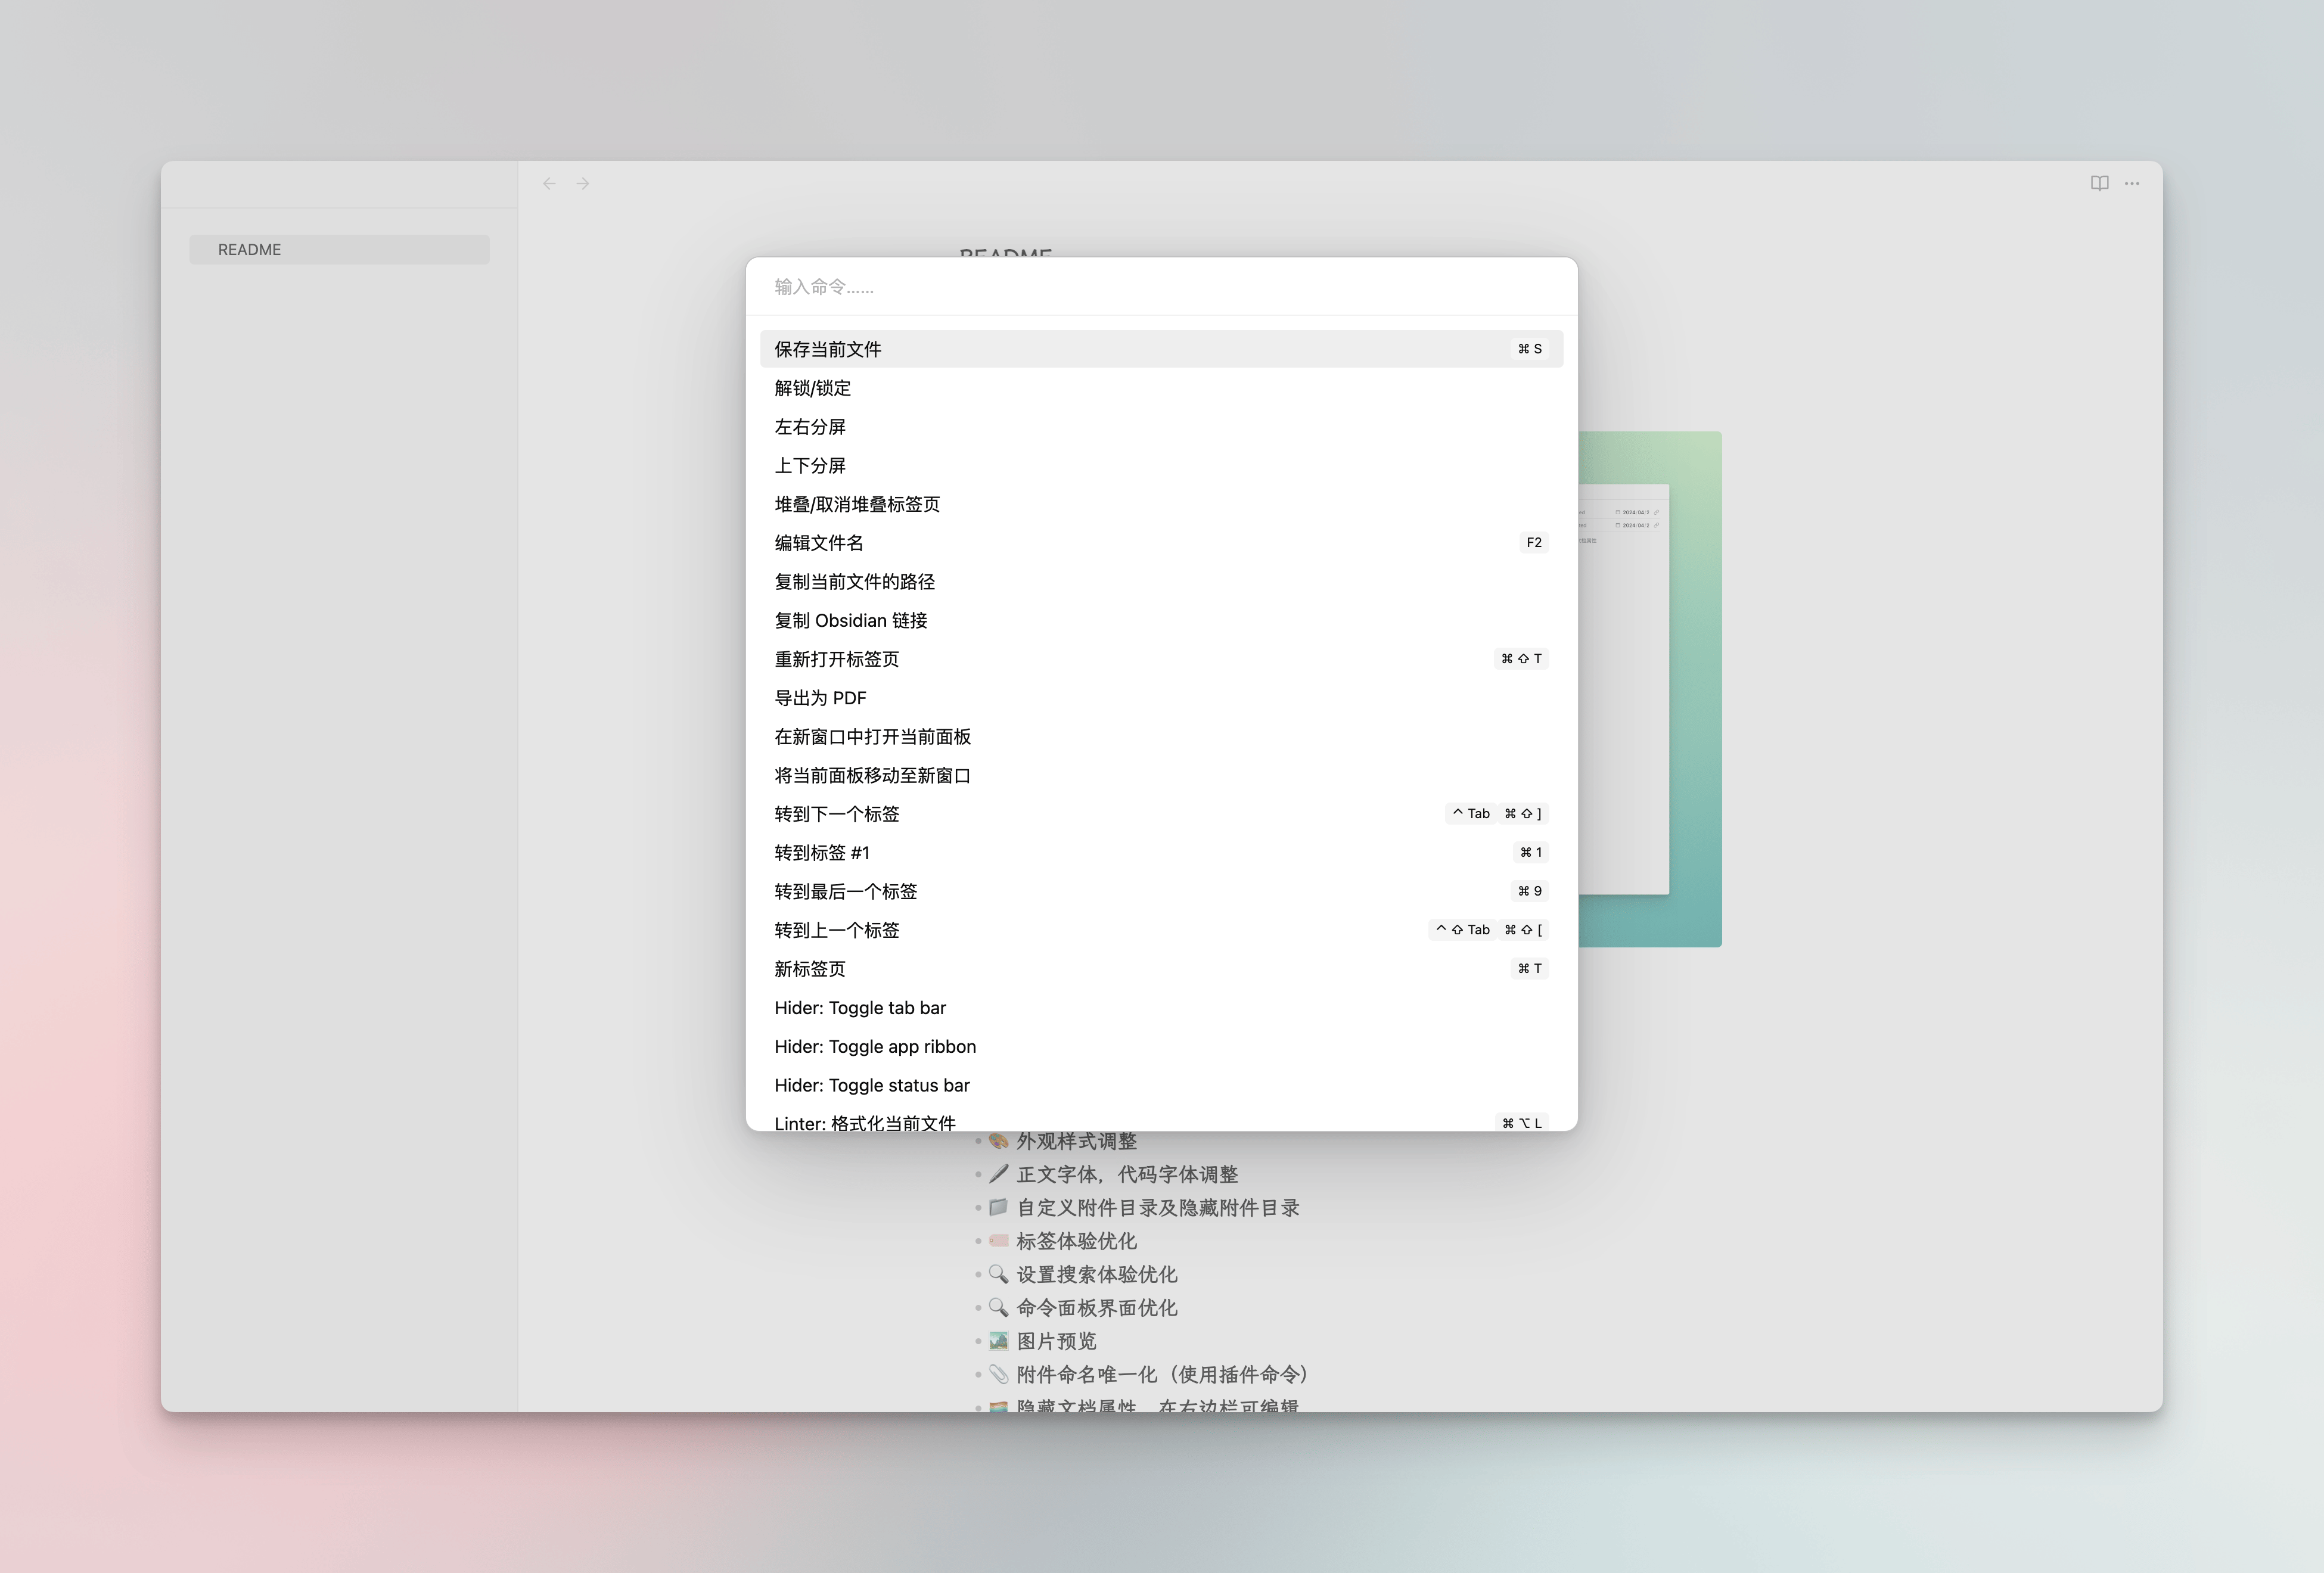 README
README
输入命令……
保存当前文件 ⌘ S
解锁/锁定
左右分屏
上下分屏
堆叠/取消堆叠标签页
编辑文件名 F2
复制当前文件的路径
复制 Obsidian 链接
重新打开标签页 ⌘ ⇧ T
导出为 PDF
在新窗口中打开当前面板
将当前面板移动至新窗口
转到下一个标签 ^ Tab ⌘ ⇧ ]
转到标签 #1 ⌘ 1
转到最后一个标签 ⌘ 9
转到上一个标签 ^ ⇧ Tab ⌘ ⇧ [
新标签页 ⌘ T
Hider: Toggle tab bar
Hider: Toggle app ribbon
Hider: Toggle status bar
Linter: 格式化当前文件 ⌘ ⌥ L
2024/04/2
2024/04/2
外观样式调整
正文字体，代码字体调整
自定义附件目录及隐藏附件目录
标签体验优化
设置搜索体验优化
命令面板界面优化
图片预览
附件命名唯一化（使用插件命令）
隐藏文档属性，在右边栏可编辑